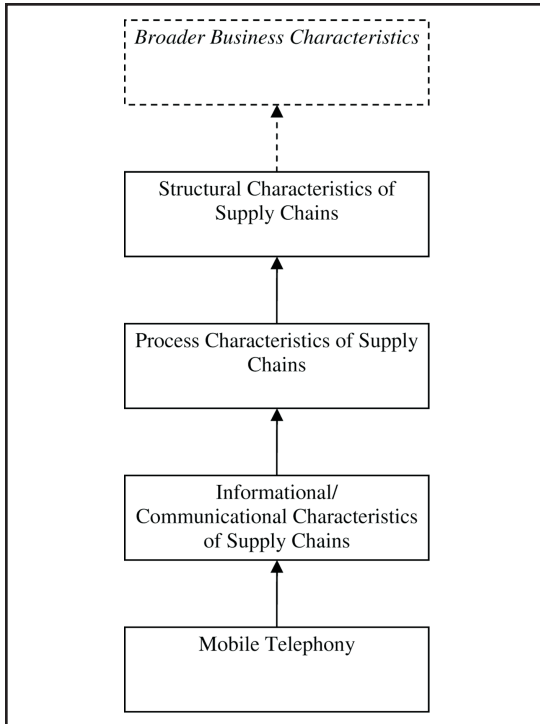 Broader Business Characteristics
Structural Characteristics of
Supply Chains
Process Characteristics of Supply
Chains
Informational/
Communicational Characteristics
of Supply Chains
Mobile Telephony